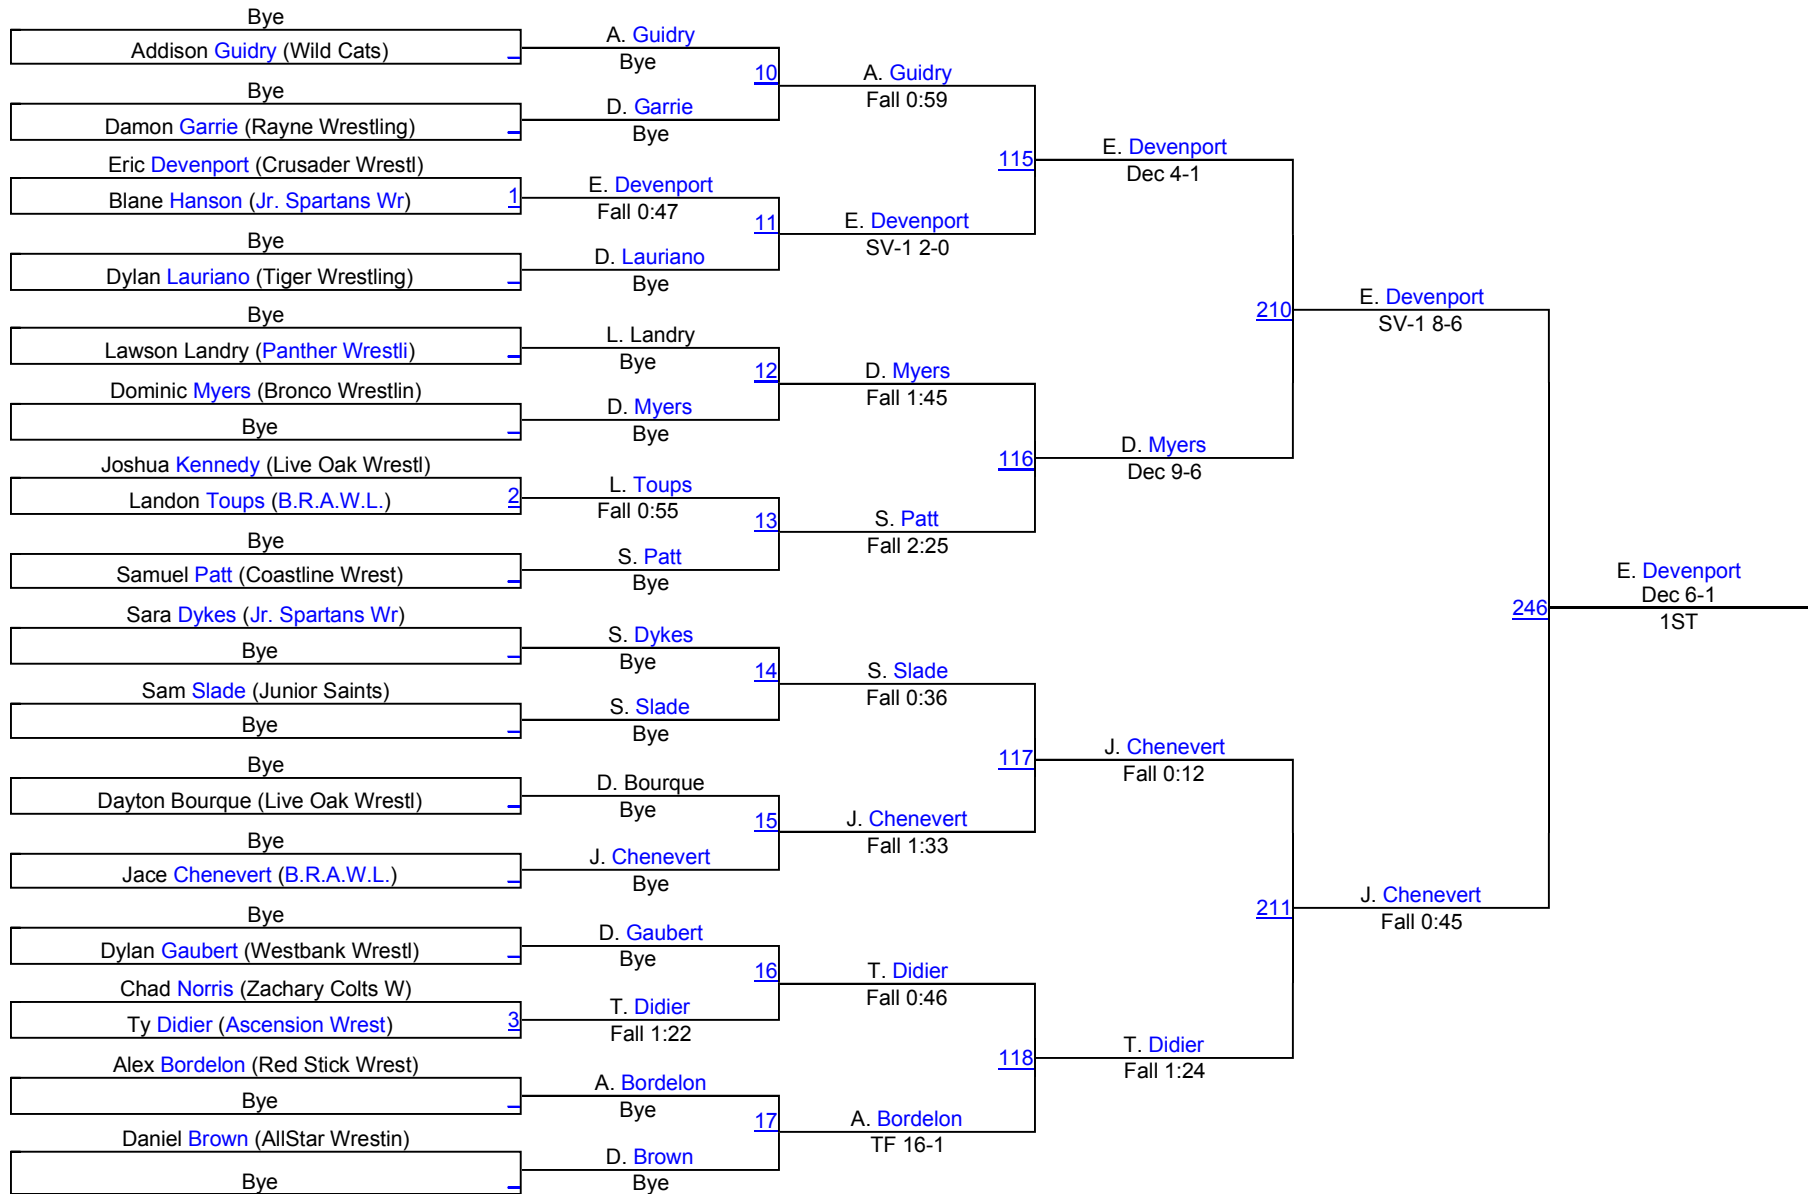 Bye
Addison Guidry (Wild Cats)
Bye
Damon Garrie (Rayne Wrestling)
Eric Devenport (Crusader Wrestl)
Blane Hanson (Jr. Spartans Wr) 1
Bye
Dylan Lauriano (Tiger Wrestling)
Bye
Lawson Landry (Panther Wrestli)
Dominic Myers (Bronco Wrestlin)
Bye
Joshua Kennedy (Live Oak Wrestl)
Landon Toups (B.R.A.W.L.) 2
Bye
Samuel Patt (Coastline Wrest)
Sara Dykes (Jr. Spartans Wr)
Bye
Sam Slade (Junior Saints)
Bye
Bye
Dayton Bourque (Live Oak Wrestl)
Bye
Jace Chenevert (B.R.A.W.L.)
Bye
Dylan Gaubert (Westbank Wrestl)
Chad Norris (Zachary Colts W)
Ty Didier (Ascension Wrest) 3
Alex Bordelon (Red Stick Wrest)
Bye
Daniel Brown (AllStar Wrestin)
Bye
A. Guidry
Bye
10
D. Garrie
Bye
E. Devenport
Fall 0:47
11
D. Lauriano
Bye
L. Landry
Bye
12
D. Myers
Bye
L. Toups
Fall 0:55
13
S. Patt
Bye
S. Dykes
Bye
14
S. Slade
Bye
D. Bourque
Bye
15
J. Chenevert
Bye
D. Gaubert
Bye
16
T. Didier
Fall 1:22
A. Bordelon
Bye
17
D. Brown
Bye
A. Guidry
Fall 0:59
115
E. Devenport
SV-1 2-0
D. Myers
Fall 1:45
116
S. Patt
Fall 2:25
S. Slade
Fall 0:36
117
J. Chenevert
Fall 1:33
T. Didier
Fall 0:46
118
A. Bordelon
TF 16-1
E. Devenport
Dec 4-1
210
D. Myers
Dec 9-6
J. Chenevert
Fall 0:12
211
T. Didier
Fall 1:24
E. Devenport
SV-1 8-6
246
J. Chenevert
Fall 0:45
E. Devenport
Dec 6-1
1ST